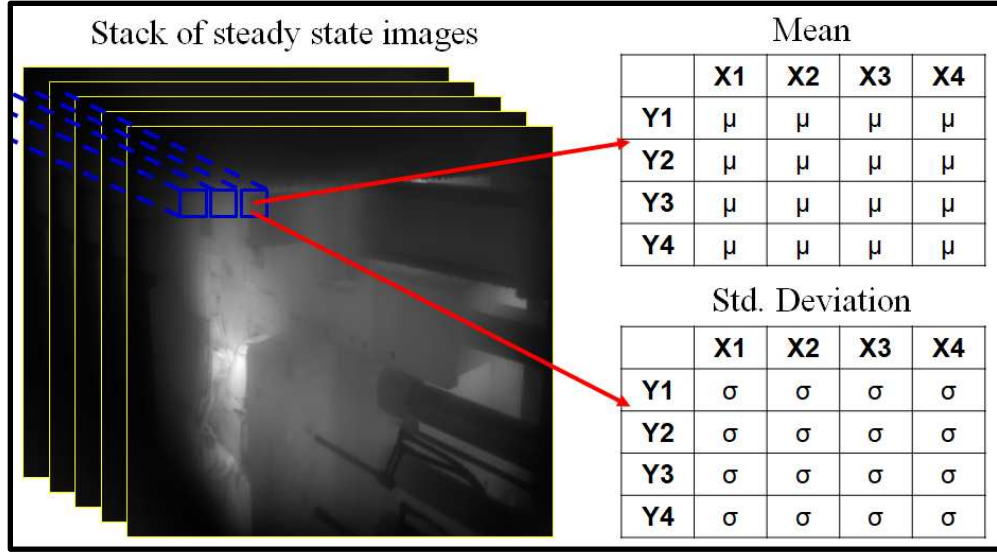 Stack of steady state images
Mean
X1 X2 X3 X4
Y1 μ μ μ μ
Y2 μ μ μ μ
Y3 μ μ μ μ
Y4 μ μ μ μ
Std. Deviation
X1 X2 X3 X4
Y1 σ σ σ σ
Y2 σ σ σ σ
Y3 σ σ σ σ
Y4 σ σ σ σ